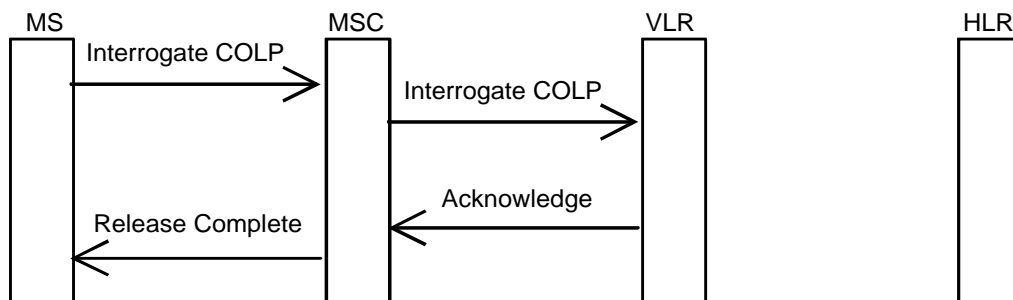 MS MSC VLR HLR
Interrogate COLP
Interrogate COLP
Acknowledge
Release Complete